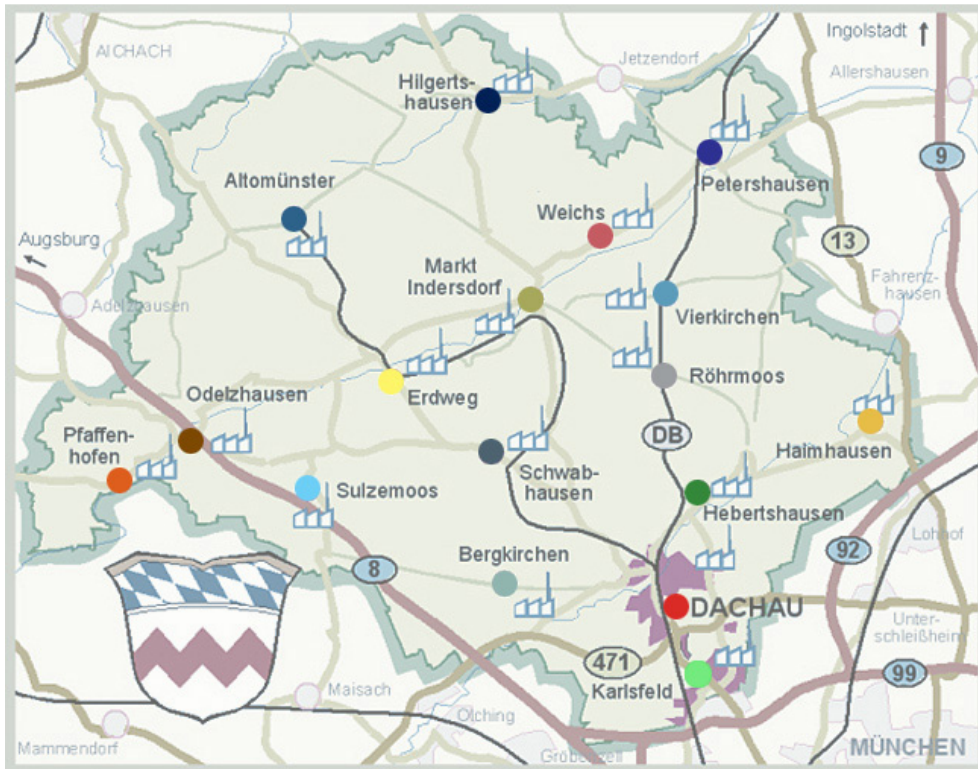 Ingolstadt
AICHACH
Jetzendorf
Allershausen
Hilgerts-
hausen
9
Petershausen
Altomünster
Weichs
Augsburg
13
Markt
Indersdorf
Fahrenz-
hausen
Adelzhausen
Vierkirchen
Röhrmoos
Odelzhausen
Erdweg
Pfaffen-
hofen
DB
Haimhausen
Schwab-
hausen
Sulzemoos
Hebertshausen
Lohhof
92
Bergkirchen
8
DACHAU
Unter-
schleißheim
471
99
Karlsfeld
Maisach
Olching
Mammendorf
Gröbenzell
MÜNCHEN